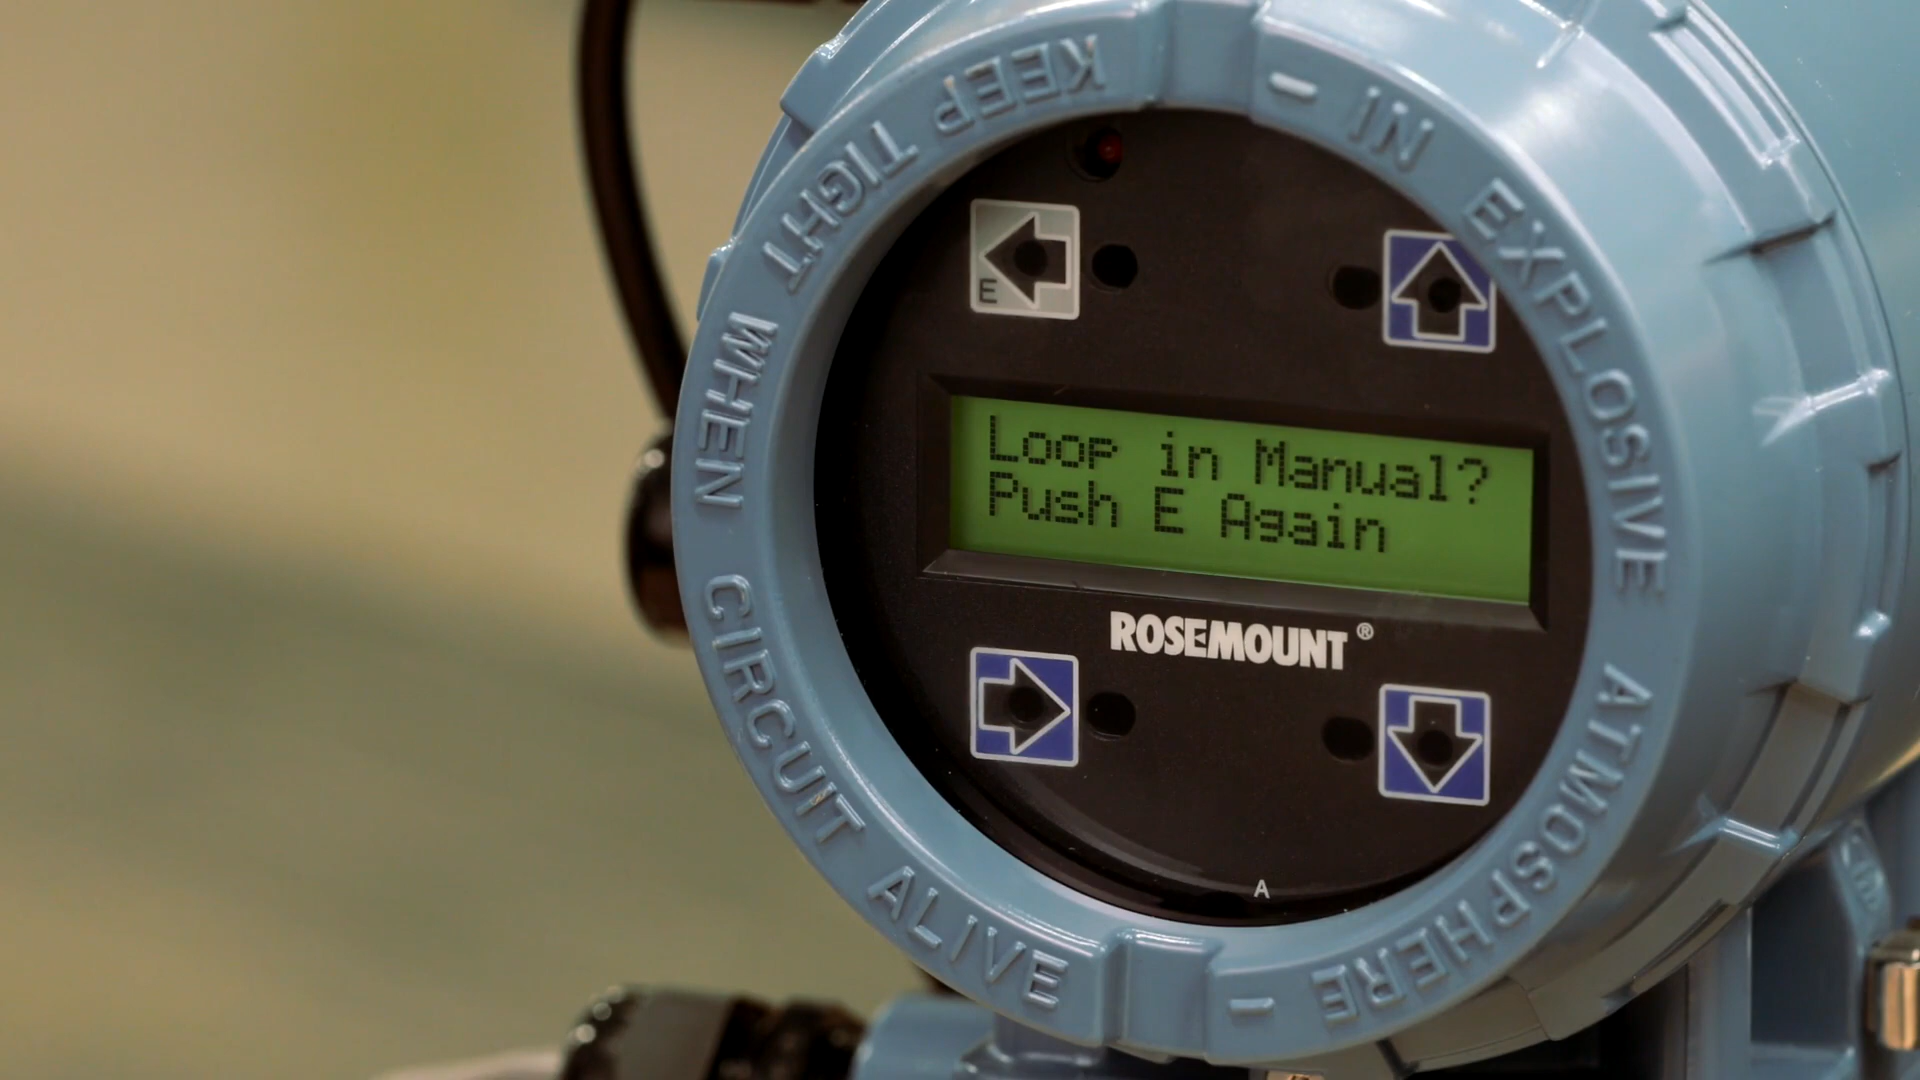 - IN EXPLOSIVE ATMOSPHERE -
KEEP TIGHT WHEN CIRCUIT ALIVE
E
Loop in Manual?
Push E Again
ROSEMOUNT®
A